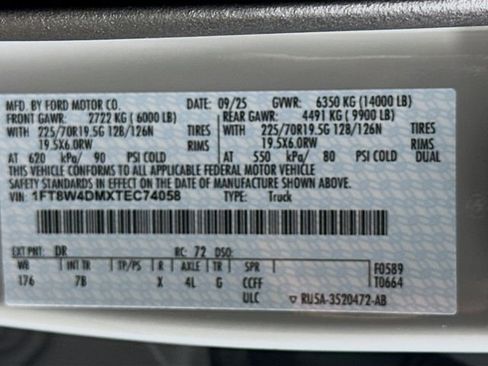 MFD. BY FORD MOTOR CO. DATE: 09/25 GVWR: 6350 KG (14000 LB)
FRONT GAWR: 2722 KG (6000 LB) REAR GAWR: 4491 KG (9900 LB)
WITH 225/70R19.5G 128/126N TIRES WITH 225/70R19.5G 128/126N TIRES
19.5X6.0RW RIMS 19.5X6.0RW RIMS
AT 620 kPa/ 90 PSI COLD AT 550 kPa/ 80 PSI COLD DUAL
THIS VEHICLE CONFORMS TO ALL APPLICABLE FEDERAL MOTOR VEHICLE
SAFETY STANDARDS IN EFFECT ON THE DATE OF MANUFACTURE SHOWN ABOVE.
VIN: 1FT8W4DMXTEC74058 TYPE: Truck
EXT PNT: DR RC: 72 DSO: F0589
WB INT TR TP/PS R AXLE TR SPR T0664
176 7B X 4L G CCFF
ULC ▽ RU5A-3520472-AB